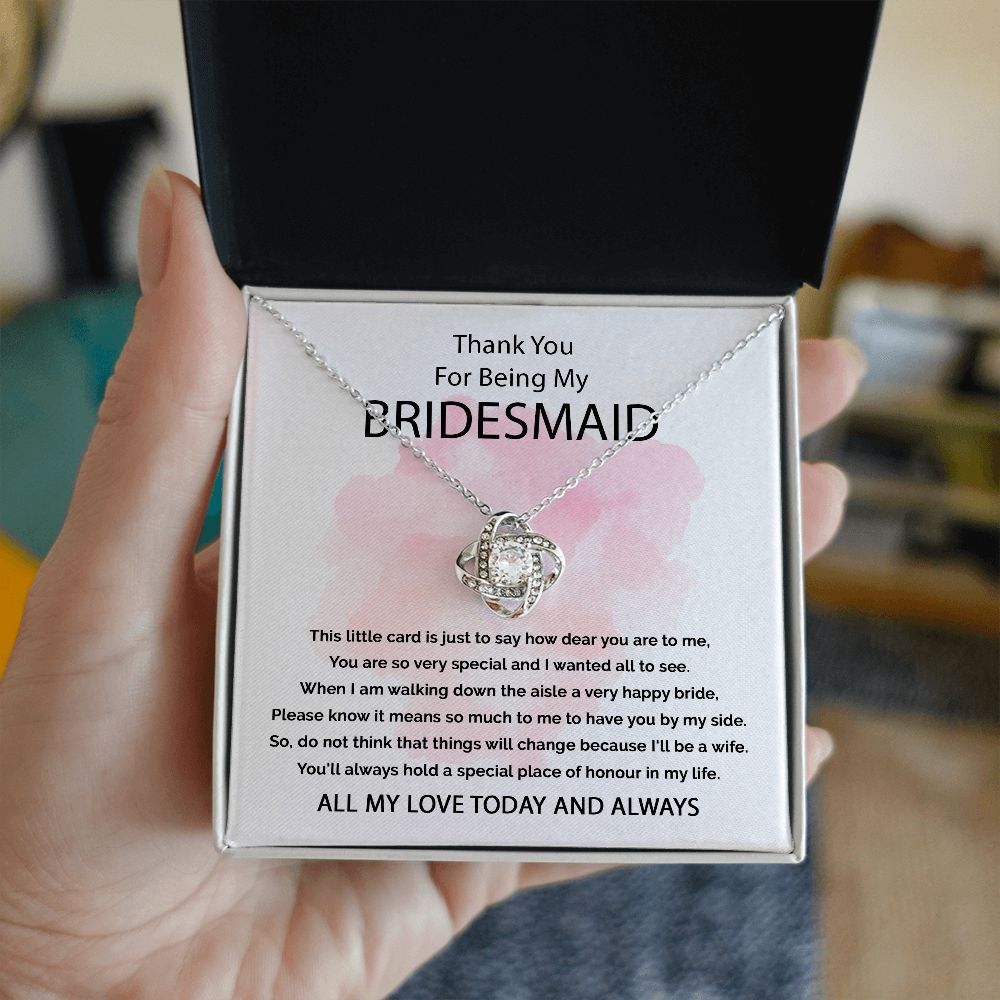 Thank You
For Being My
BRIDESMAID
This little card is just to say how dear you are to me,
You are so very special and I wanted all to see.
When I am walking down the aisle a very happy bride,
Please know it means so much to me to have you by my side.
So, do not think that things will change because I'll be a wife.
You'll always hold a special place of honour in my life.
ALL MY LOVE TODAY AND ALWAYS